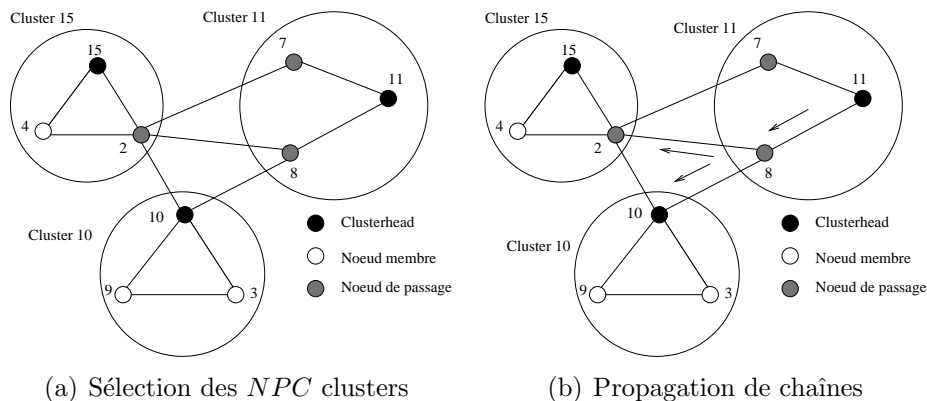 Cluster 15
15
4
2
Cluster 11
7
11
8
10
Cluster 10
9
3
Clusterhead
Noeud membre
Noeud de passage
(a) Sélection des NPC clusters
Cluster 15
15
4
2
Cluster 11
7
11
8
10
Cluster 10
9
3
Clusterhead
Noeud membre
Noeud de passage
(b) Propagation de chaînes